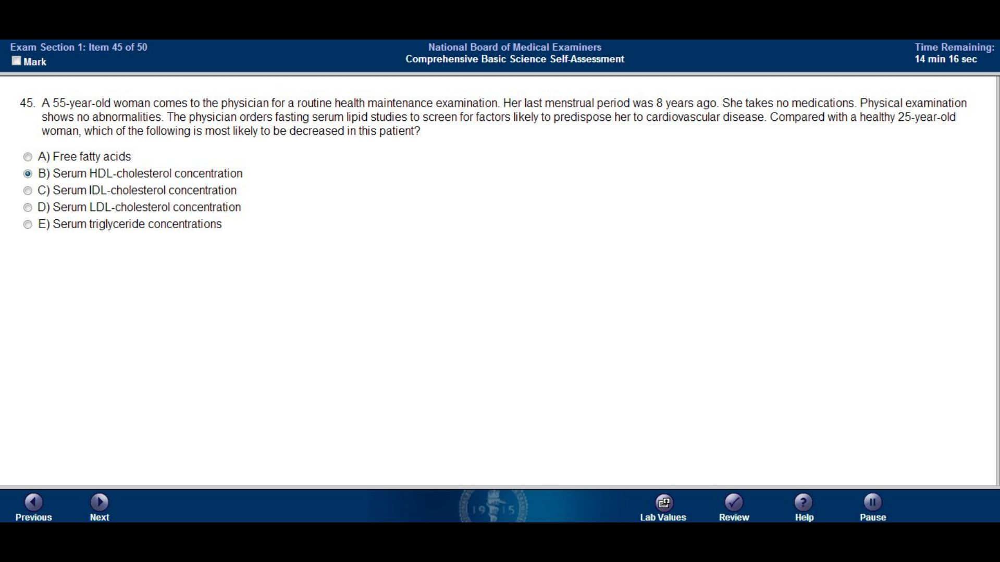 Exam Section 1: Item 45 of 50
National Board of Medical Examiners
Time Remaining:
Mark
Comprehensive Basic Science Self-Assessment
14 min 16 sec
45. A 55-year-old woman comes to the physician for a routine health maintenance examination. Her last menstrual period was 8 years ago. She takes no medications. Physical examination
shows no abnormalities. The physician orders fasting serum lipid studies to screen for factors likely to predispose her to cardiovascular disease. Compared with a healthy 25-year-old
woman, which of the following is most likely to be decreased in this patient?
A) Free fatty acids
B) Serum HDL-cholesterol concentration
C) Serum IDL-cholesterol concentration
D) Serum LDL-cholesterol concentration
E) Serum triglyceride concentrations
1915
Previous
Next
Lab Values
Review
Help
Pause